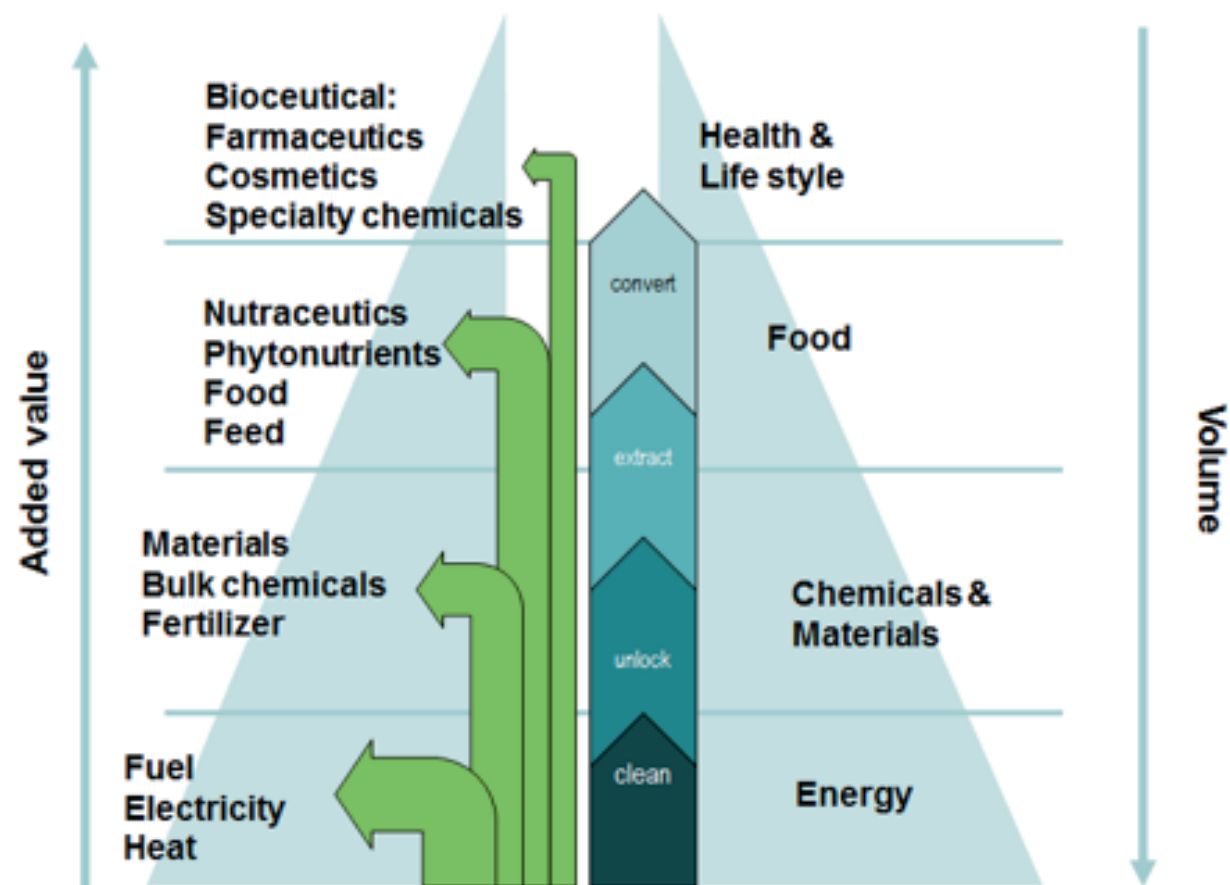 Bioceutical:
Farmaceutics
Cosmetics
Specialty chemicals
Health &
Life style
convert
Nutraceutics
Phytonutrients
Food
Feed
Food
Added value
Volume
extract
Materials
Bulk chemicals
Fertilizer
Chemicals &
Materials
unlock
Fuel
Electricity
Heat
clean
Energy